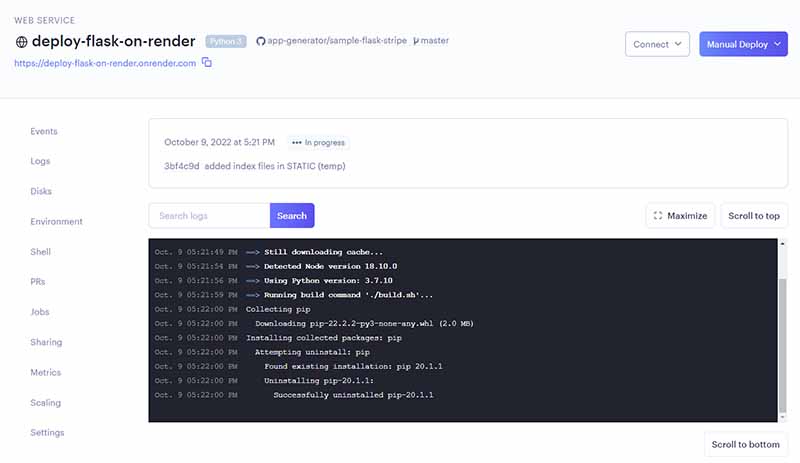 WEB SERVICE
deploy-flask-on-render Python 3 app-generator/sample-flask-stripe master
Connect Manual Deploy
https://deploy-flask-on-render.onrender.com
Events
Logs
Disks
Environment
Shell
PRs
Jobs
Sharing
Metrics
Scaling
Settings
October 9, 2022 at 5:21 PM ••• In progress
3bf4c9d added index files in STATIC (temp)
Search logs Search Maximize Scroll to top
Oct. 9 05:21:49 PM ==> Still downloading cache...
Oct. 9 05:21:54 PM ==> Detected Node version 18.10.0
Oct. 9 05:21:56 PM ==> Using Python version: 3.7.10
Oct. 9 05:21:59 PM ==> Running build command './build.sh'...
Oct. 9 05:22:00 PM Collecting pip
Oct. 9 05:22:00 PM Downloading pip-22.2.2-py3-none-any.whl (2.0 MB)
Oct. 9 05:22:00 PM Installing collected packages: pip
Oct. 9 05:22:00 PM Attempting uninstall: pip
Oct. 9 05:22:00 PM Found existing installation: pip 20.1.1
Oct. 9 05:22:00 PM Uninstalling pip-20.1.1:
Oct. 9 05:22:00 PM Successfully uninstalled pip-20.1.1
Scroll to bottom